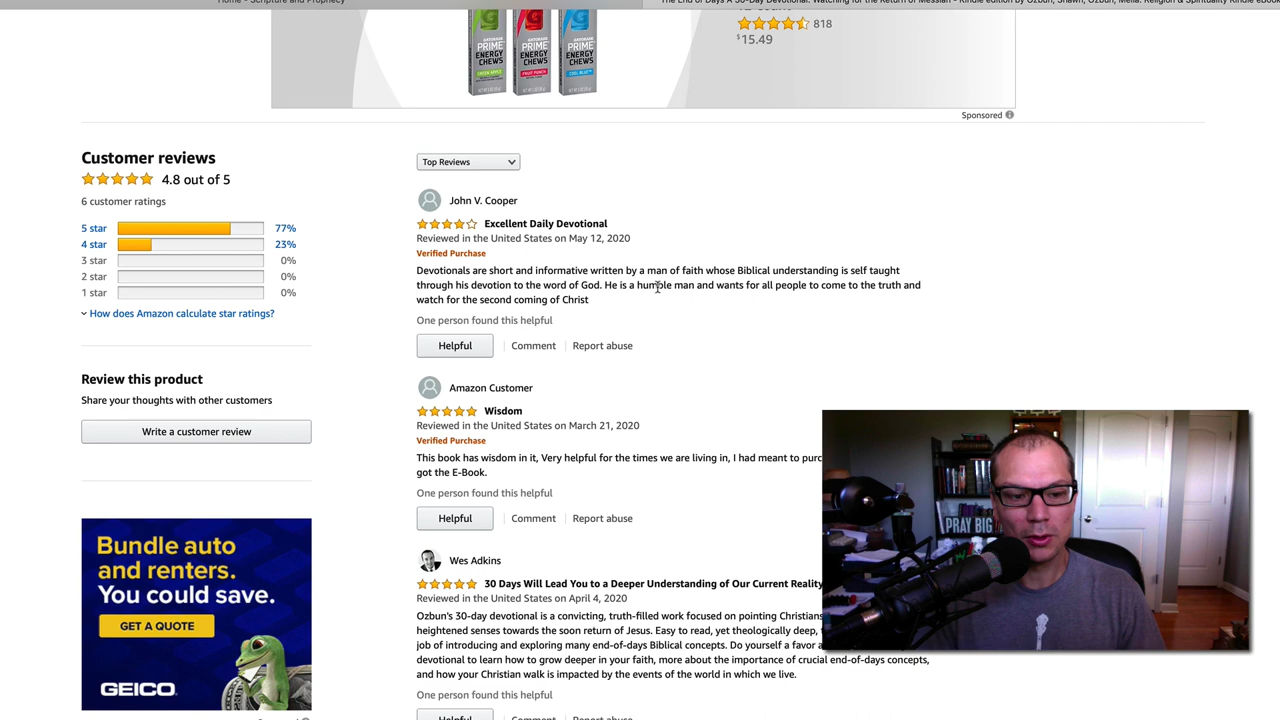 Home - Scripture and Prophecy
The End of Days A 30-Day Devotional: Watching for the Return of Messiah - Kindle edition by Ozbun, Shawn, Ozbun, Melia. Religion & Spirituality Kindle eBook
PRIME
ENERGY
CHEWS
GREEN APPLE
PRIME
ENERGY
CHEWS
FRUIT PUNCH
PRIME
ENERGY
CHEWS
COOL BLUE
818
$15.49
Sponsored
Customer reviews
4.8 out of 5
6 customer ratings
5 star 77%
4 star 23%
3 star 0%
2 star 0%
1 star 0%
How does Amazon calculate star ratings?
Review this product
Share your thoughts with other customers
Write a customer review
Bundle auto
and renters.
You could save.
GET A QUOTE
GEICO
Top Reviews
John V. Cooper
Excellent Daily Devotional
Reviewed in the United States on May 12, 2020
Verified Purchase
Devotionals are short and informative written by a man of faith whose Biblical understanding is self taught
through his devotion to the word of God. He is a humble man and wants for all people to come to the truth and
watch for the second coming of Christ
One person found this helpful
Helpful Comment Report abuse
Amazon Customer
Wisdom
Reviewed in the United States on March 21, 2020
Verified Purchase
This book has wisdom in it, Very helpful for the times we are living in, I had meant to purc
got the E-Book.
One person found this helpful
Helpful Comment Report abuse
Wes Adkins
30 Days Will Lead You to a Deeper Understanding of Our Current Reality
Reviewed in the United States on April 4, 2020
Ozbun's 30-day devotional is a convicting, truth-filled work focused on pointing Christians
heightened senses towards the soon return of Jesus. Easy to read, yet theologically deep,
job of introducing and exploring many end-of-days Biblical concepts. Do yourself a favor a
devotional to learn how to grow deeper in your faith, more about the importance of crucial end-of-days concepts,
and how your Christian walk is impacted by the events of the world in which we live.
One person found this helpful
Helpful Comment Report abuse
PRAY BIG